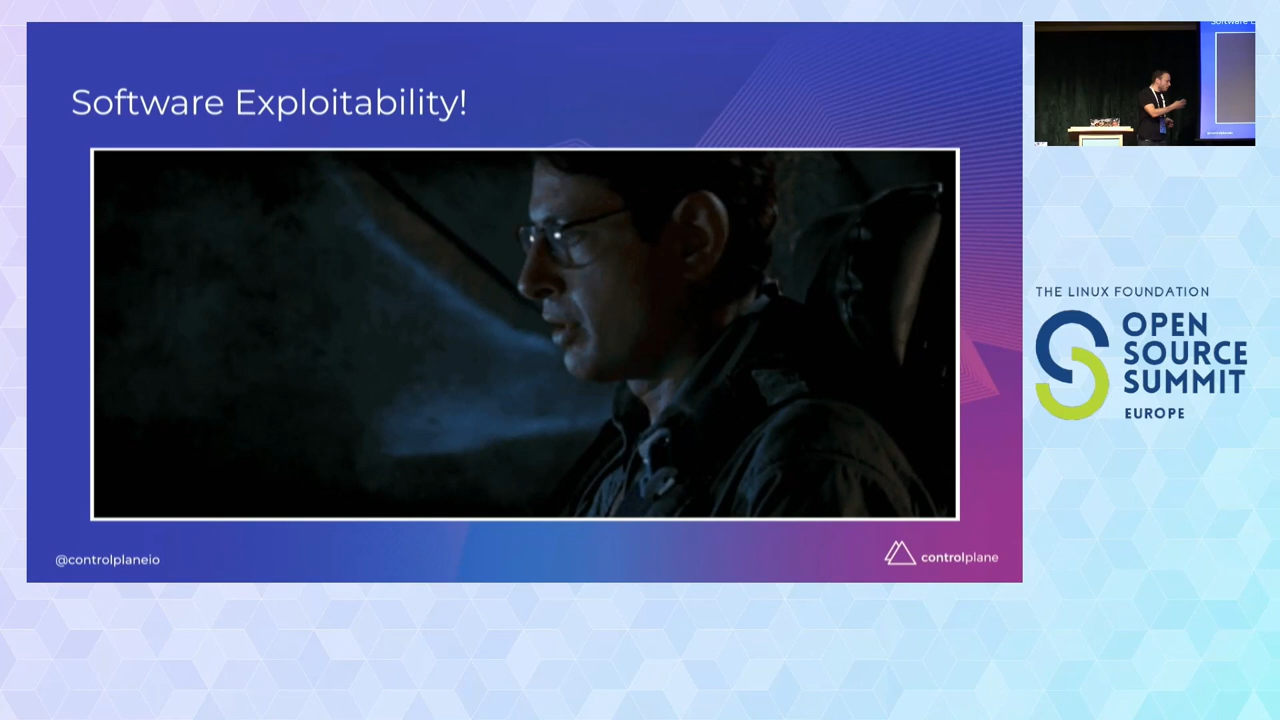 Software Exploitability!
@controlplaneio
controlplane
THE LINUX FOUNDATION
OPEN
SOURCE
SUMMIT
EUROPE